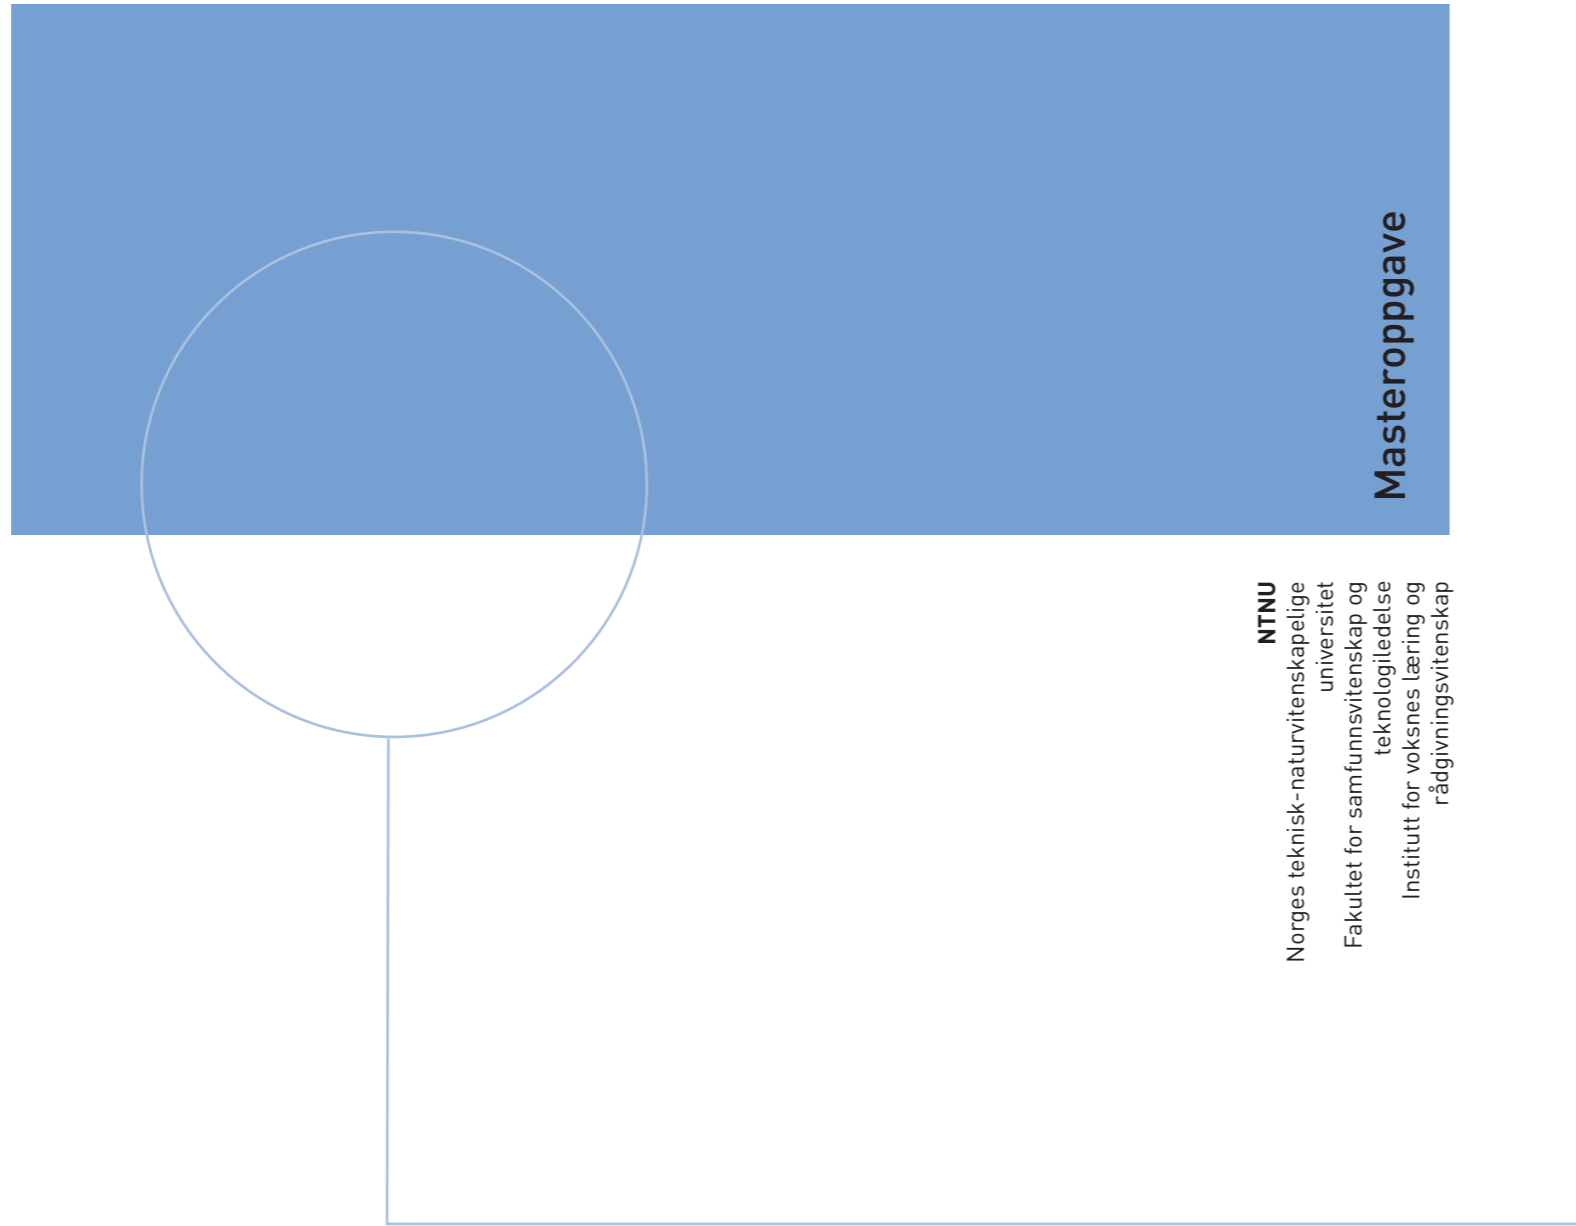 Masteroppgave
NTNU
Norges teknisk-naturvitenskapelige
universitet
Fakultet for samfunnsvitenskap og
teknologiledelse
Institutt for voksnes læring og
rådgivningsvitenskap